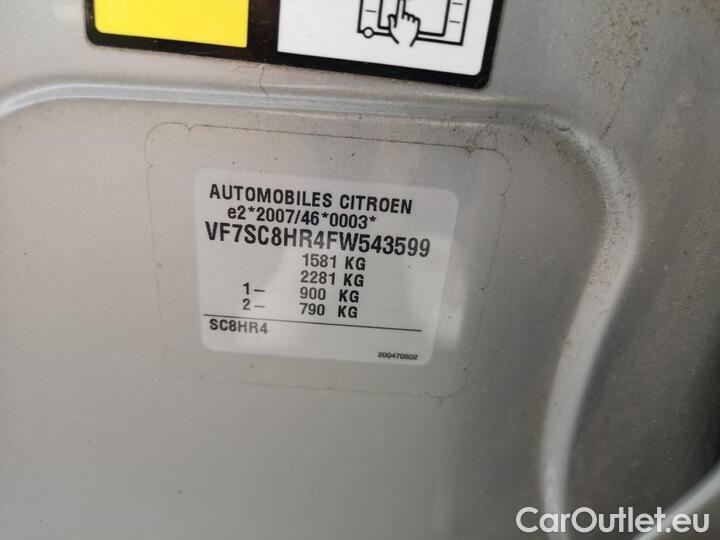 AUTOMOBILES CITROEN
e2*2007/46*0003*
VF7SC8HR4FW543599
1581 KG
2281 KG
1- 900 KG
2- 790 KG
SC8HR4
200470502
CarOutlet.eu